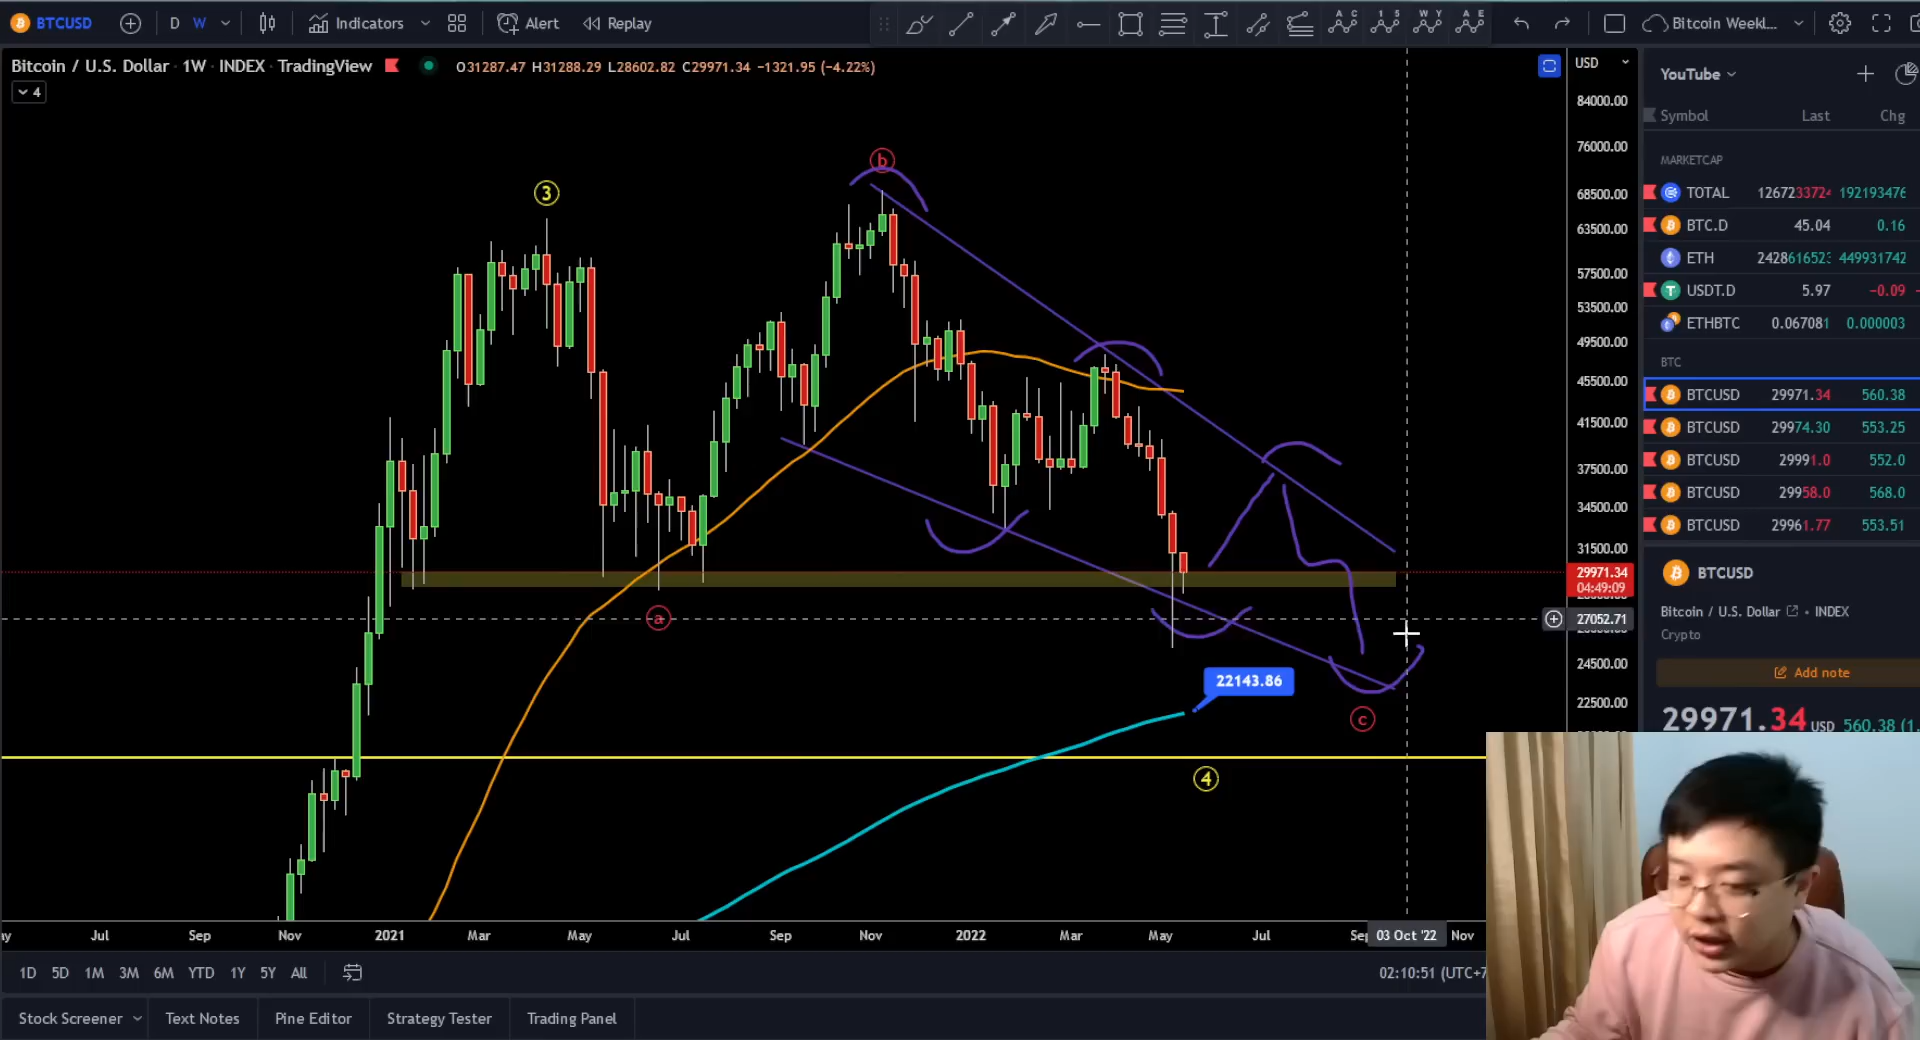 BTCUSD D W Indicators Alert Replay Bitcoin Weekl...
Bitcoin / U.S. Dollar · 1W · INDEX · TradingView O31287.47 H31288.29 L28602.82 C29971.34 −1321.95 (−4.22%)
4
USD
84000.00
76000.00
68500.00
63500.00
57500.00
53500.00
49500.00
45500.00
41500.00
37500.00
34500.00
31500.00
29971.34
04:49:09
27052.71
24500.00
22500.00
3
b
a
22143.86
c
4
Jul Sep Nov 2021 Mar May Jul Sep Nov 2022 Mar May Jul Sep 03 Oct '22 Nov
1D 5D 1M 3M 6M YTD 1Y 5Y All
02:10:51 (UTC+7
Stock Screener Text Notes Pine Editor Strategy Tester Trading Panel
YouTube
Symbol Last Chg
MARKETCAP
TOTAL 192193476
BTC.D 45.04 0.16
ETH 449931742
USDT.D 5.97 −0.09
ETHBTC 0.067081 0.000003
BTC
BTCUSD 29971.34 560.38
BTCUSD 29974.30 553.25
BTCUSD 29991.0 552.0
BTCUSD 29958.0 568.0
BTCUSD 29961.77 553.51
BTCUSD
Bitcoin / U.S. Dollar • INDEX
Crypto
Add note
29971.34 USD 560.38 (1.